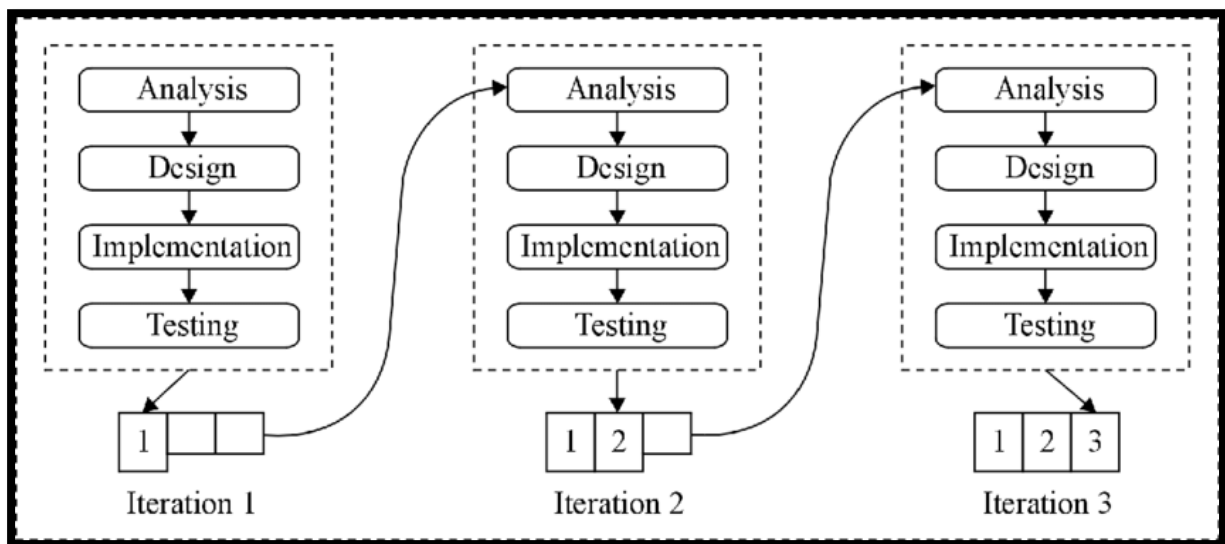 Analysis
Design
Implementation
Testing
1
Iteration 1
Analysis
Design
Implementation
Testing
1 2
Iteration 2
Analysis
Design
Implementation
Testing
1 2 3
Iteration 3